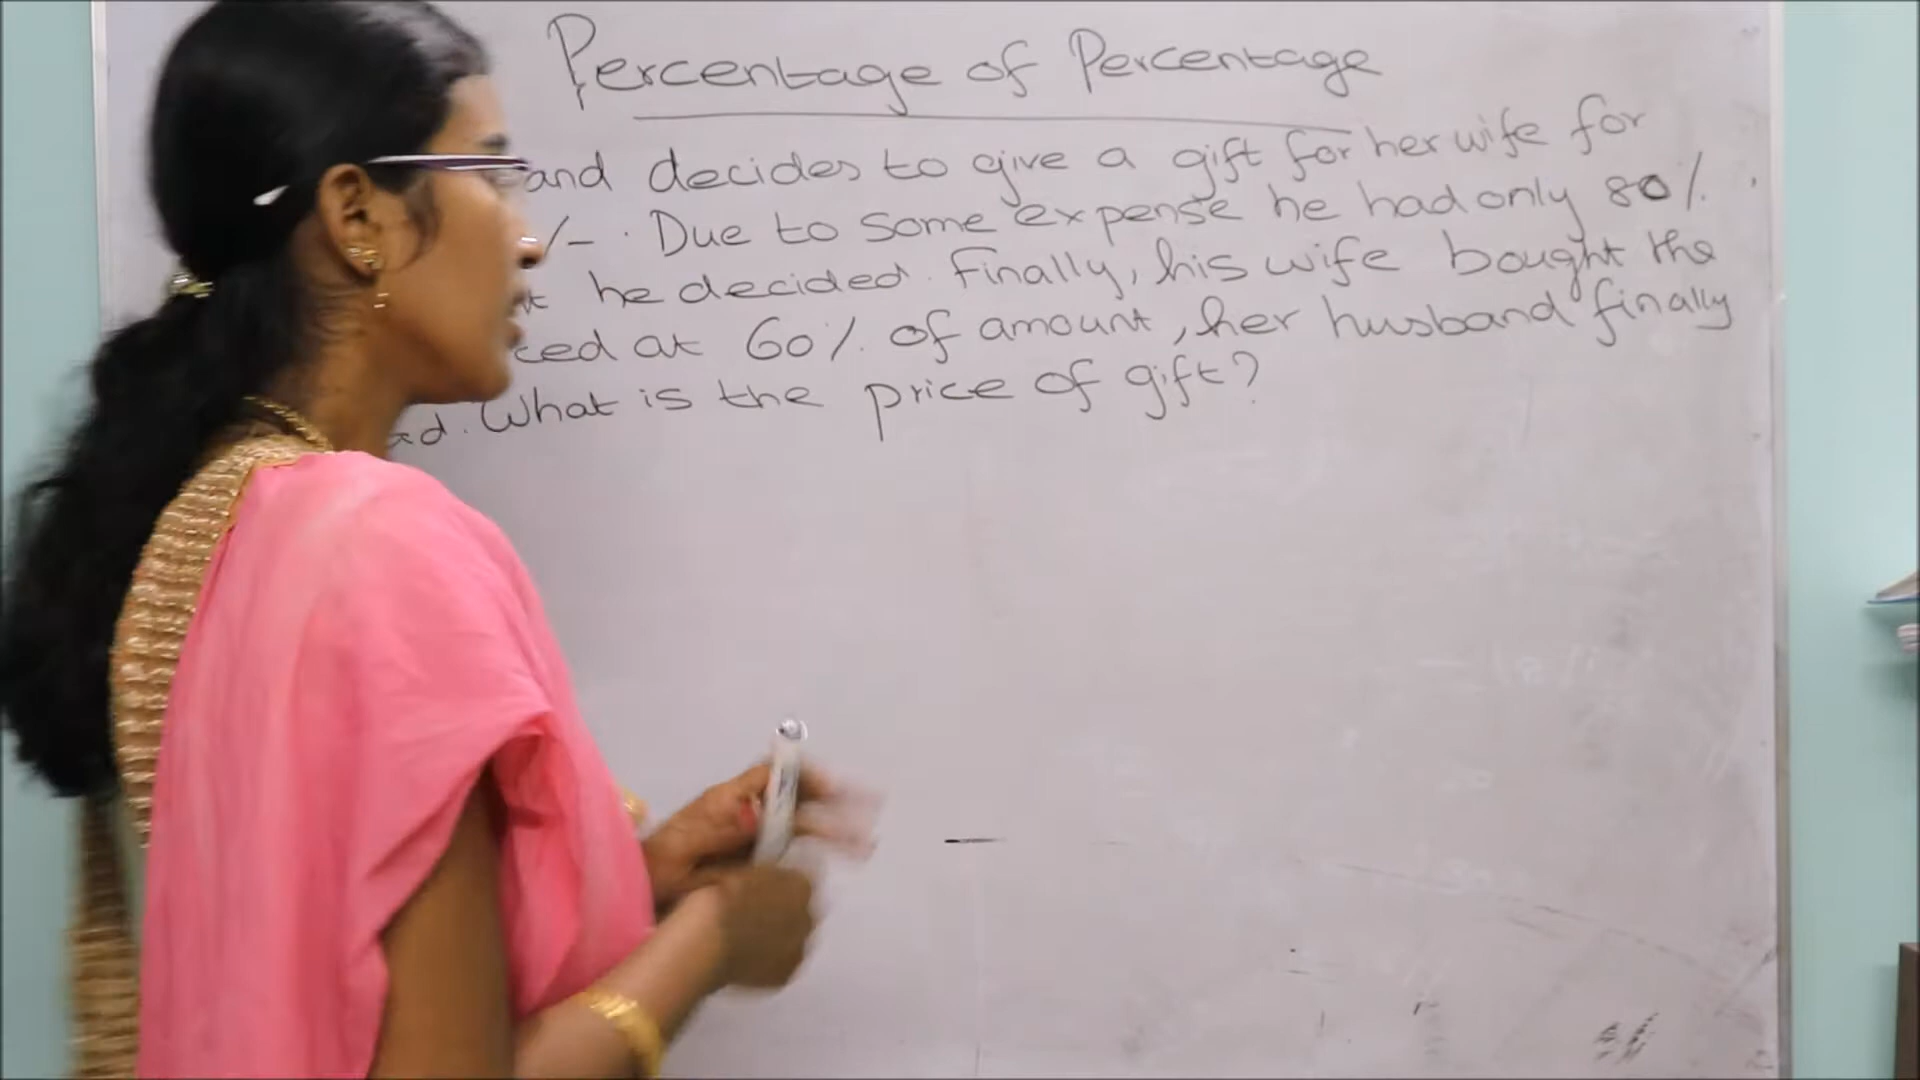 Percentage of Percentage
and decides to give a gift for her wife for
/- . Due to some expense he had only 80%
he decided. Finally, his wife bought the
ced at 60% of amount, her husband finally
ad. What is the price of gift?